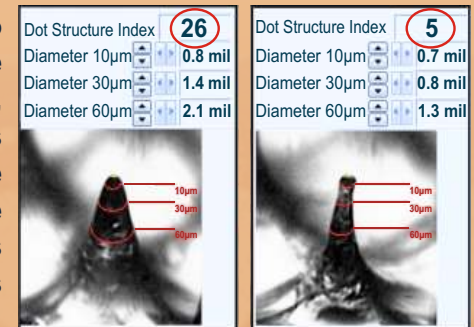 Dot Structure Index 26
Diameter 10µm 0.8 mil
Diameter 30µm 1.4 mil
Diameter 60µm 2.1 mil
10µm
30µm
60µm
Dot Structure Index 5
Diameter 10µm 0.7 mil
Diameter 30µm 0.8 mil
Diameter 60µm 1.3 mil
10µm
30µm
60µm